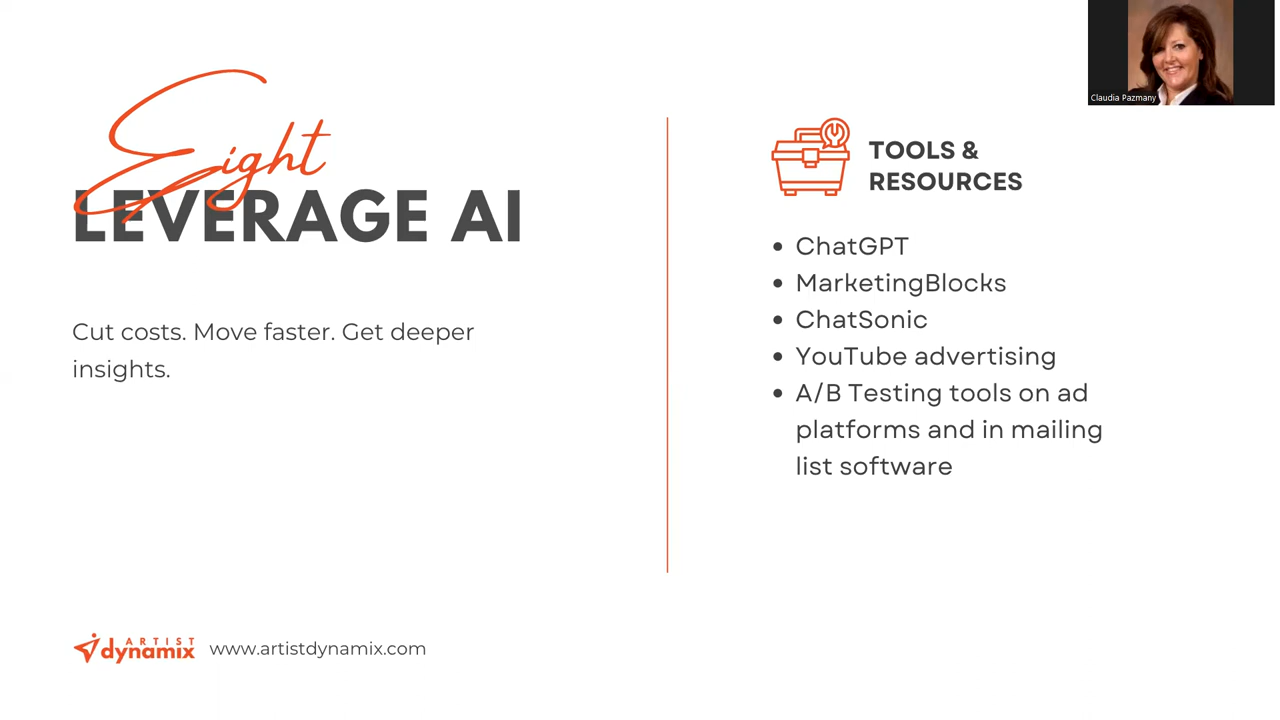 Eight
LEVERAGE AI
Cut costs. Move faster. Get deeper
insights.
TOOLS &
RESOURCES
• ChatGPT
• MarketingBlocks
• ChatSonic
• YouTube advertising
• A/B Testing tools on ad
platforms and in mailing
list software
Claudia Pazmany
ARTIST
dynamix
www.artistdynamix.com